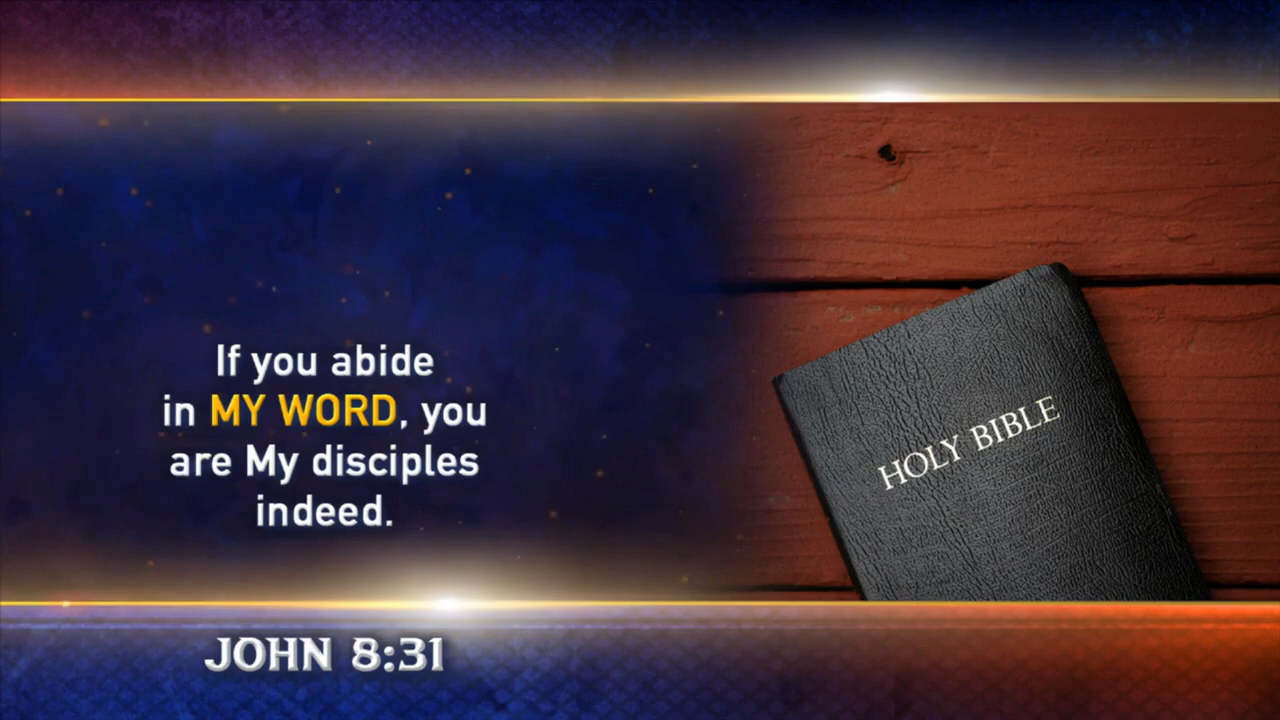 If you abide
in MY WORD, you
are My disciples
indeed.
HOLY BIBLE
JOHN 8:31